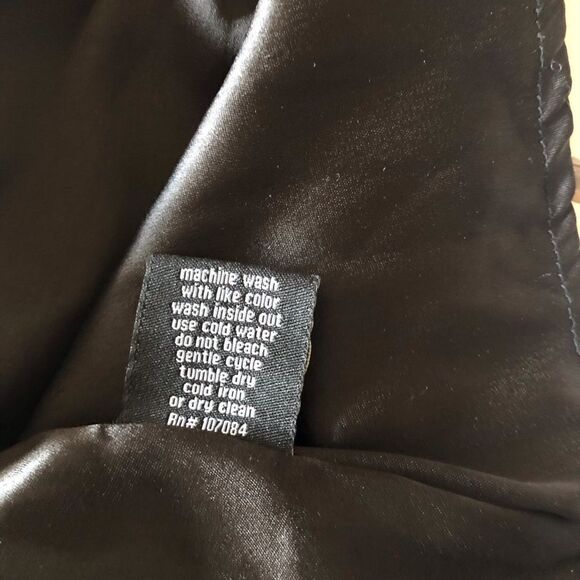 machine wash
with like color
wash inside out
use cold water
do not bleach
gentle cycle
tumble dry
cold iron
or dry clean
Rn# 107084